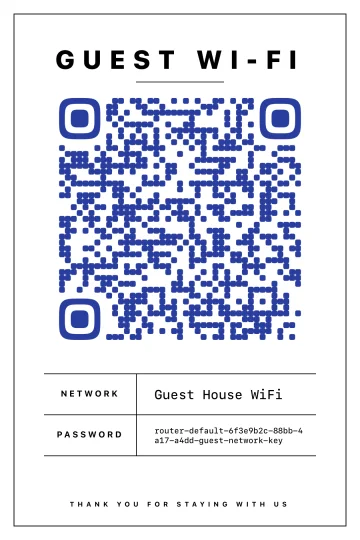 GUEST WI-FI
NETWORK
Guest House WiFi
PASSWORD
router-default-6f3e9b2c-88bb-4
a17-a4dd-guest-network-key
THANK YOU FOR STAYING WITH US